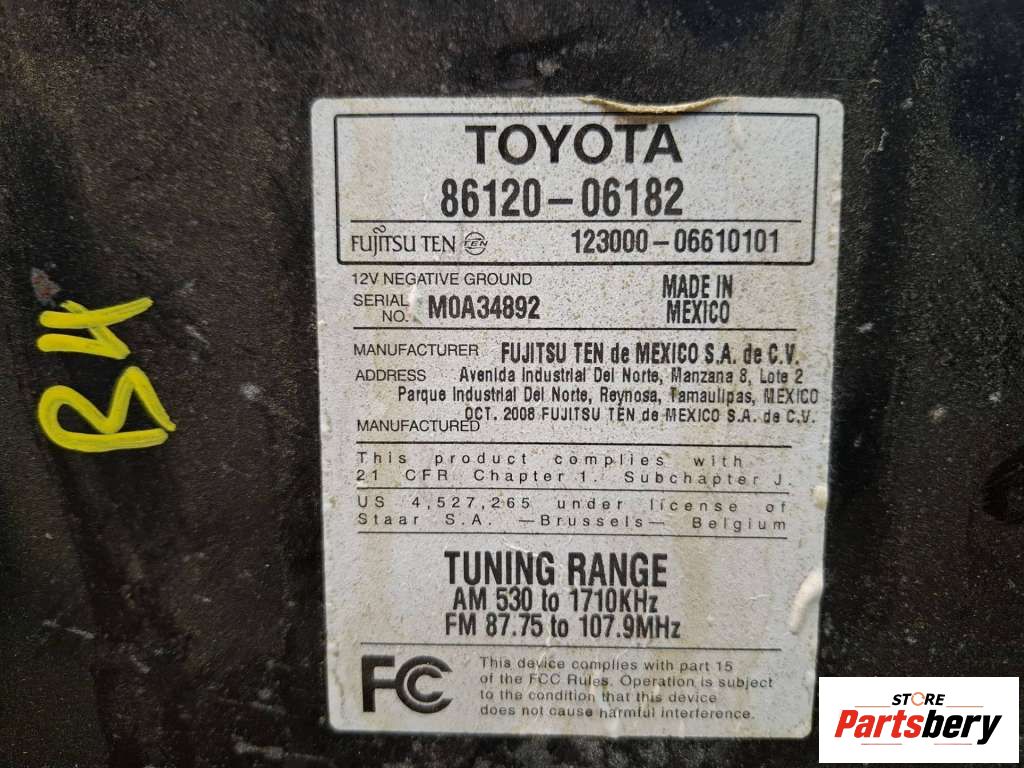 TOYOTA
86120-06182
FUJITSU TEN TEN 123000-06610101
12V NEGATIVE GROUND
SERIAL NO. M0A34892
MADE IN MEXICO
MANUFACTURER FUJITSU TEN de MEXICO S.A. de C.V.
ADDRESS Avenida Industrial Del Norte, Manzana 8, Lote 2
Parque Industrial Del Norte, Reynosa, Tamaulipas, MEXICO
OCT. 2008 FUJITSU TEN de MEXICO S.A. de C.V.
MANUFACTURED
This product complies with
21 CFR Chapter 1. Subchapter J.
US 4,527,265 under license of
Staar S.A. —Brussels— Belgium
TUNING RANGE
AM 530 to 1710KHz
FM 87.75 to 107.9MHz
FC This device complies with part 15
of the FCC Rules. Operation is subject
to the condition that this device
does not cause harmful interference.
STORE
Partsbery